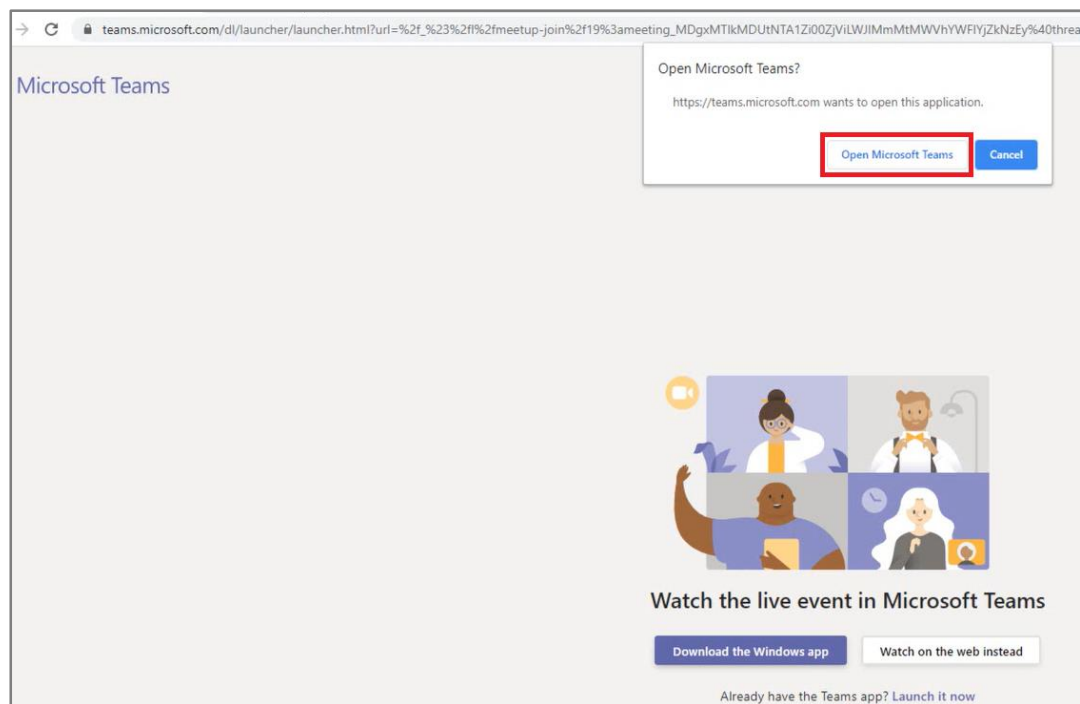 teams.microsoft.com/dl/launcher/launcher.html?url=%2f_%23%2fl%2fmeetup-join%2f19%3ameeting_
Microsoft Teams
Open Microsoft Teams?
https://teams.microsoft.com wants to open this application.
Open Microsoft Teams Cancel
Watch the live event in Microsoft Teams
Download the Windows app Watch on the web instead
Already have the Teams app? Launch it now